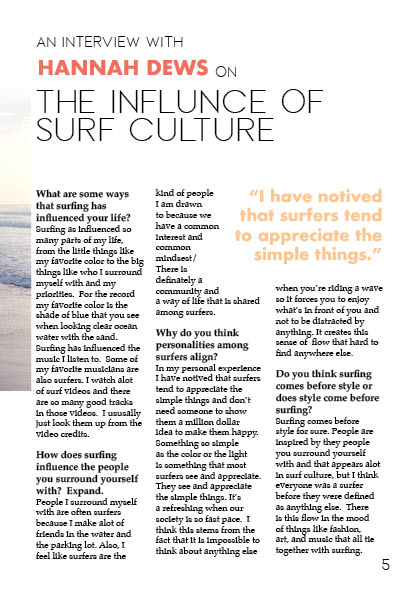 AN INTERVIEW WITH
HANNAH DEWS ON
THE INFLUNCE OF
SURF CULTURE
What are some ways
that surfing has
influenced your life?
Surfing as influenced so
many parts of my life,
from the little things like
my favorite color to the big
things like who I surround
myself with and my
priorities. For the record
my favorite color is the
shade of blue that you see
when looking clear ocean
water with the sand.
Surfing has influenced the
music I listen to. Some of
my favorite musicians are
also surfers. I watch alot
of surf videos and there
are so many good tracks
in those videos. I ususally
just look them up from the
video credits.
How does surfing
influence the people
you surround yourself
with? Expand.
People I surround myself
with are often surfers
because I make alot of
friends in the water and
the parking lot. Also, I
feel like surfers are the
kind of people
I am drawn
to because we
have a common
interest and
common
mindset/
There is
definately a
community and
a way of life that is shared
among surfers.
Why do you think
personalities among
surfers align?
In my personal experience
I have notived that surfers
tend to appreciate the
simple things and don't
need someone to show
them a million dollar
idea to make them happy.
Something so simple
as the color or the light
is something that most
surfers see and appreciate.
They see and appreciate
the simple things. It's
a refreshing when our
society is so fast pace. I
think this stems from the
fact that it is impossible to
think about anything else
"I have notived
that surfers tend
to appreciate the
simple things."
when you're riding a wave
so it forces you to enjoy
what's in front of you and
not to be distracted by
anything. It creates this
sense of flow that hard to
find anywhere else.
Do you think surfing
comes before style or
does style come before
surfing?
Surfing comes before
style for sure. People are
inspired by they people
you surround yourself
with and that appears alot
in surf culture, but I think
everyone was a surfer
before they were defined
as anything else. There
is this flow in the mood
of things like fashion,
art, and music that all tie
together with surfing.
5